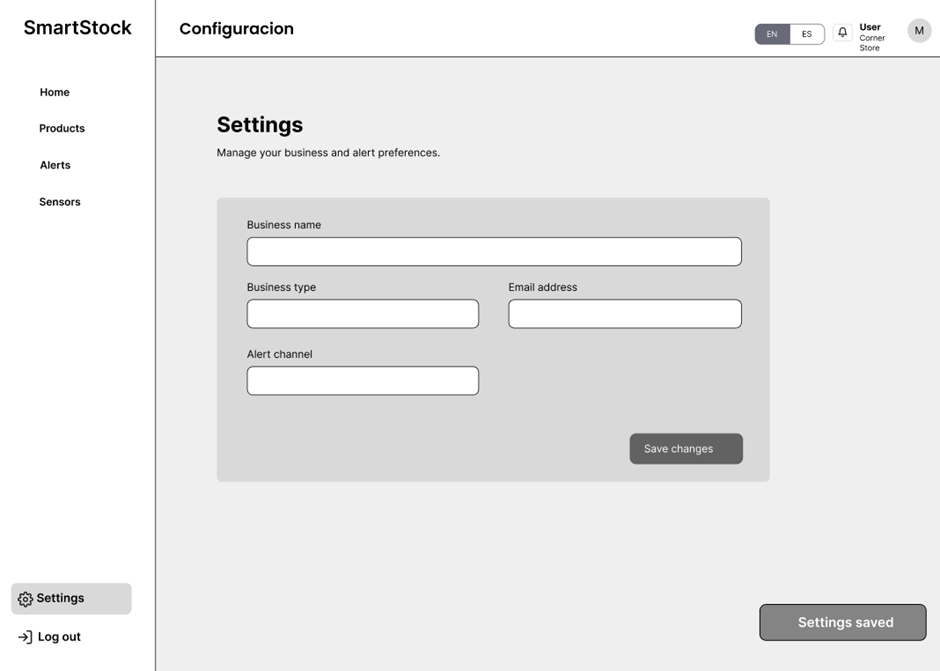 SmartStock
Configuracion
EN
ES
User
Corner
Store
M
Home
Products
Alerts
Sensors
Settings
Manage your business and alert preferences.
Business name
Business type
Email address
Alert channel
Save changes
Settings
Log out
Settings saved